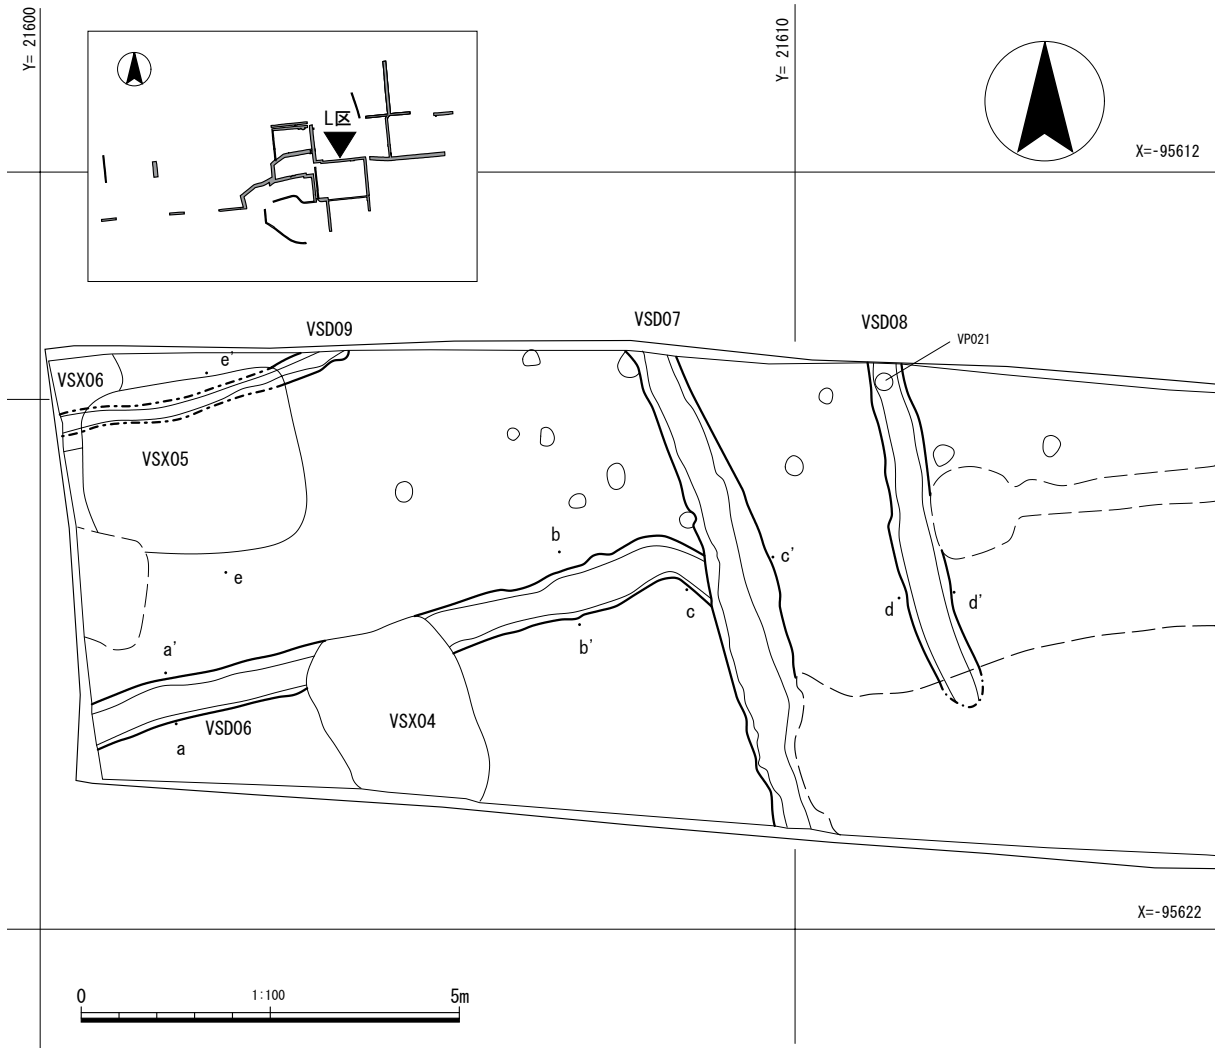 Y= 21600
Y= 21610
L区
X=-95612
VSD09
VSD07
VSD08
VP021
e'
VSX06
VSX05
b
e
c'
c
d
d'
a'
b'
a
VSD06
VSX04
X=-95622
0
1:100
5m